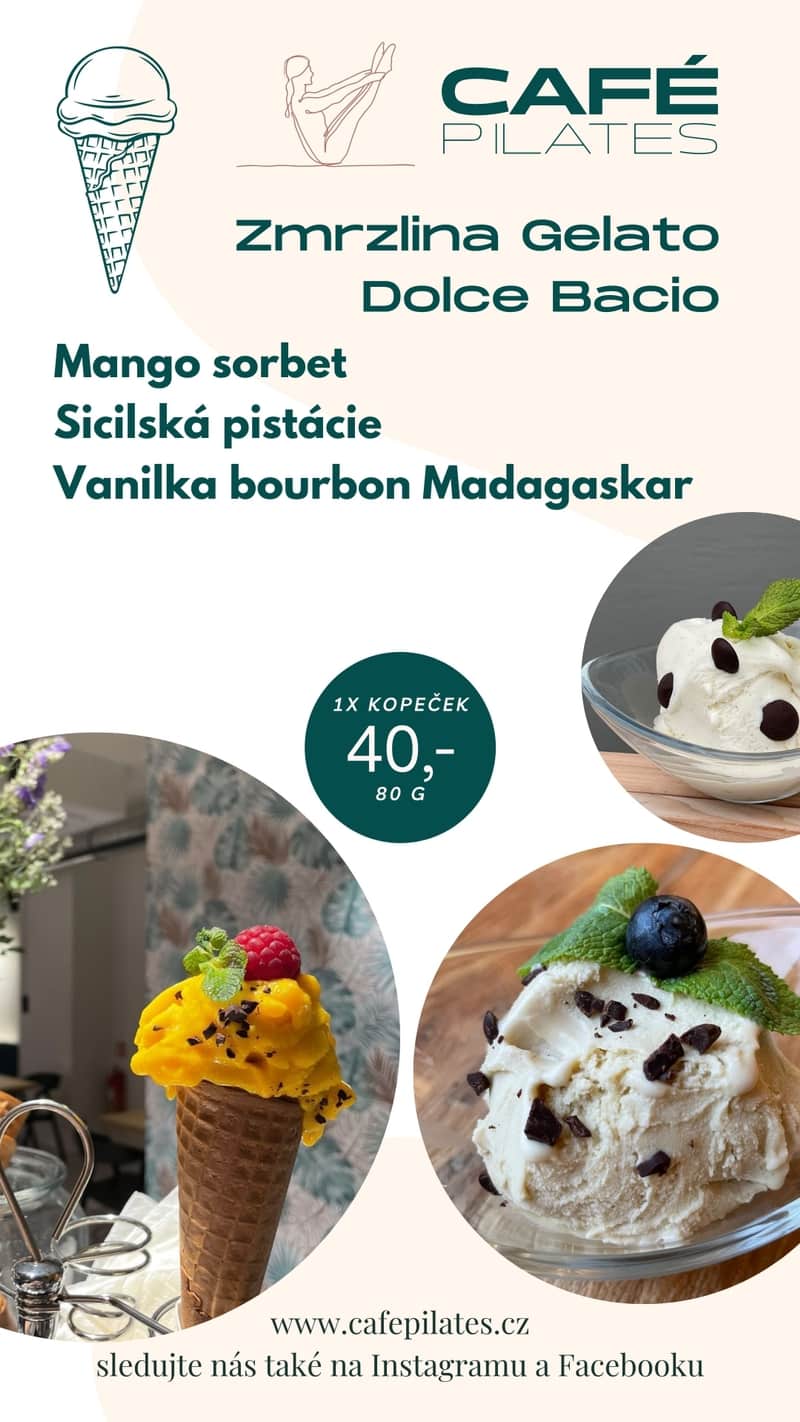 CAFÉ
PILATES
Zmrzlina Gelato
Dolce Bacio
Mango sorbet
Sicilská pistácie
Vanilka bourbon Madagaskar
1X KOPEČEK
40,-
80 G
www.cafepilates.cz
sledujte nás také na Instagramu a Facebooku